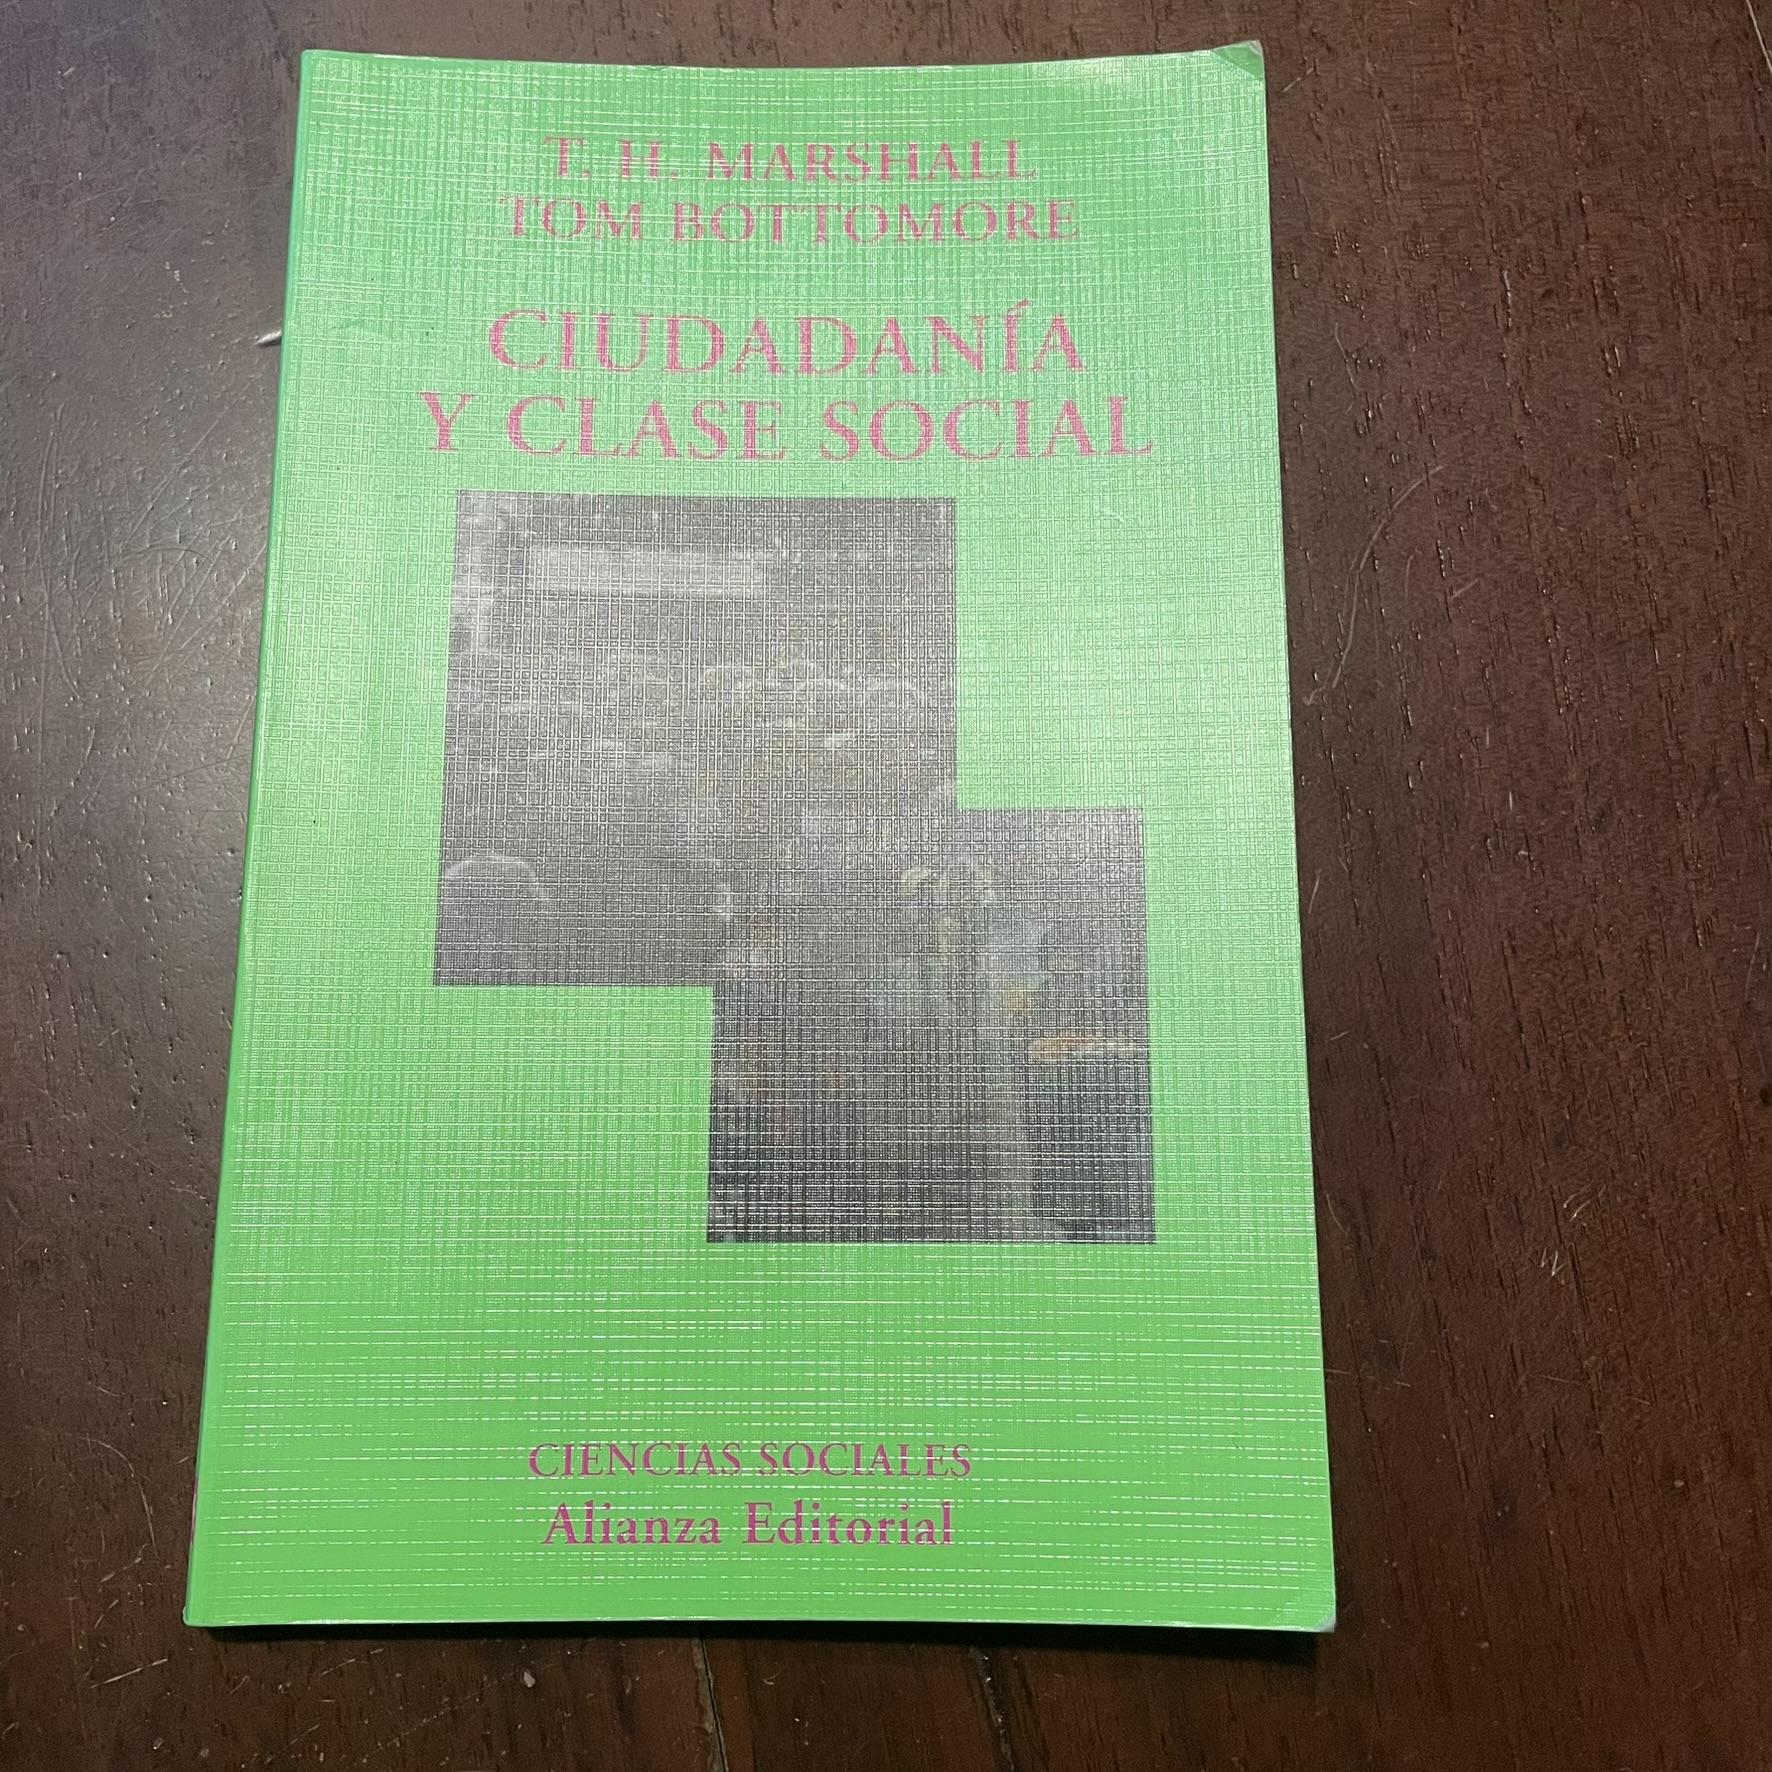 T. H. MARSHALL
TOM BOTTOMORE
CIUDADANÍA
Y CLASE SOCIAL
CIENCIAS SOCIALES
Alianza Editorial